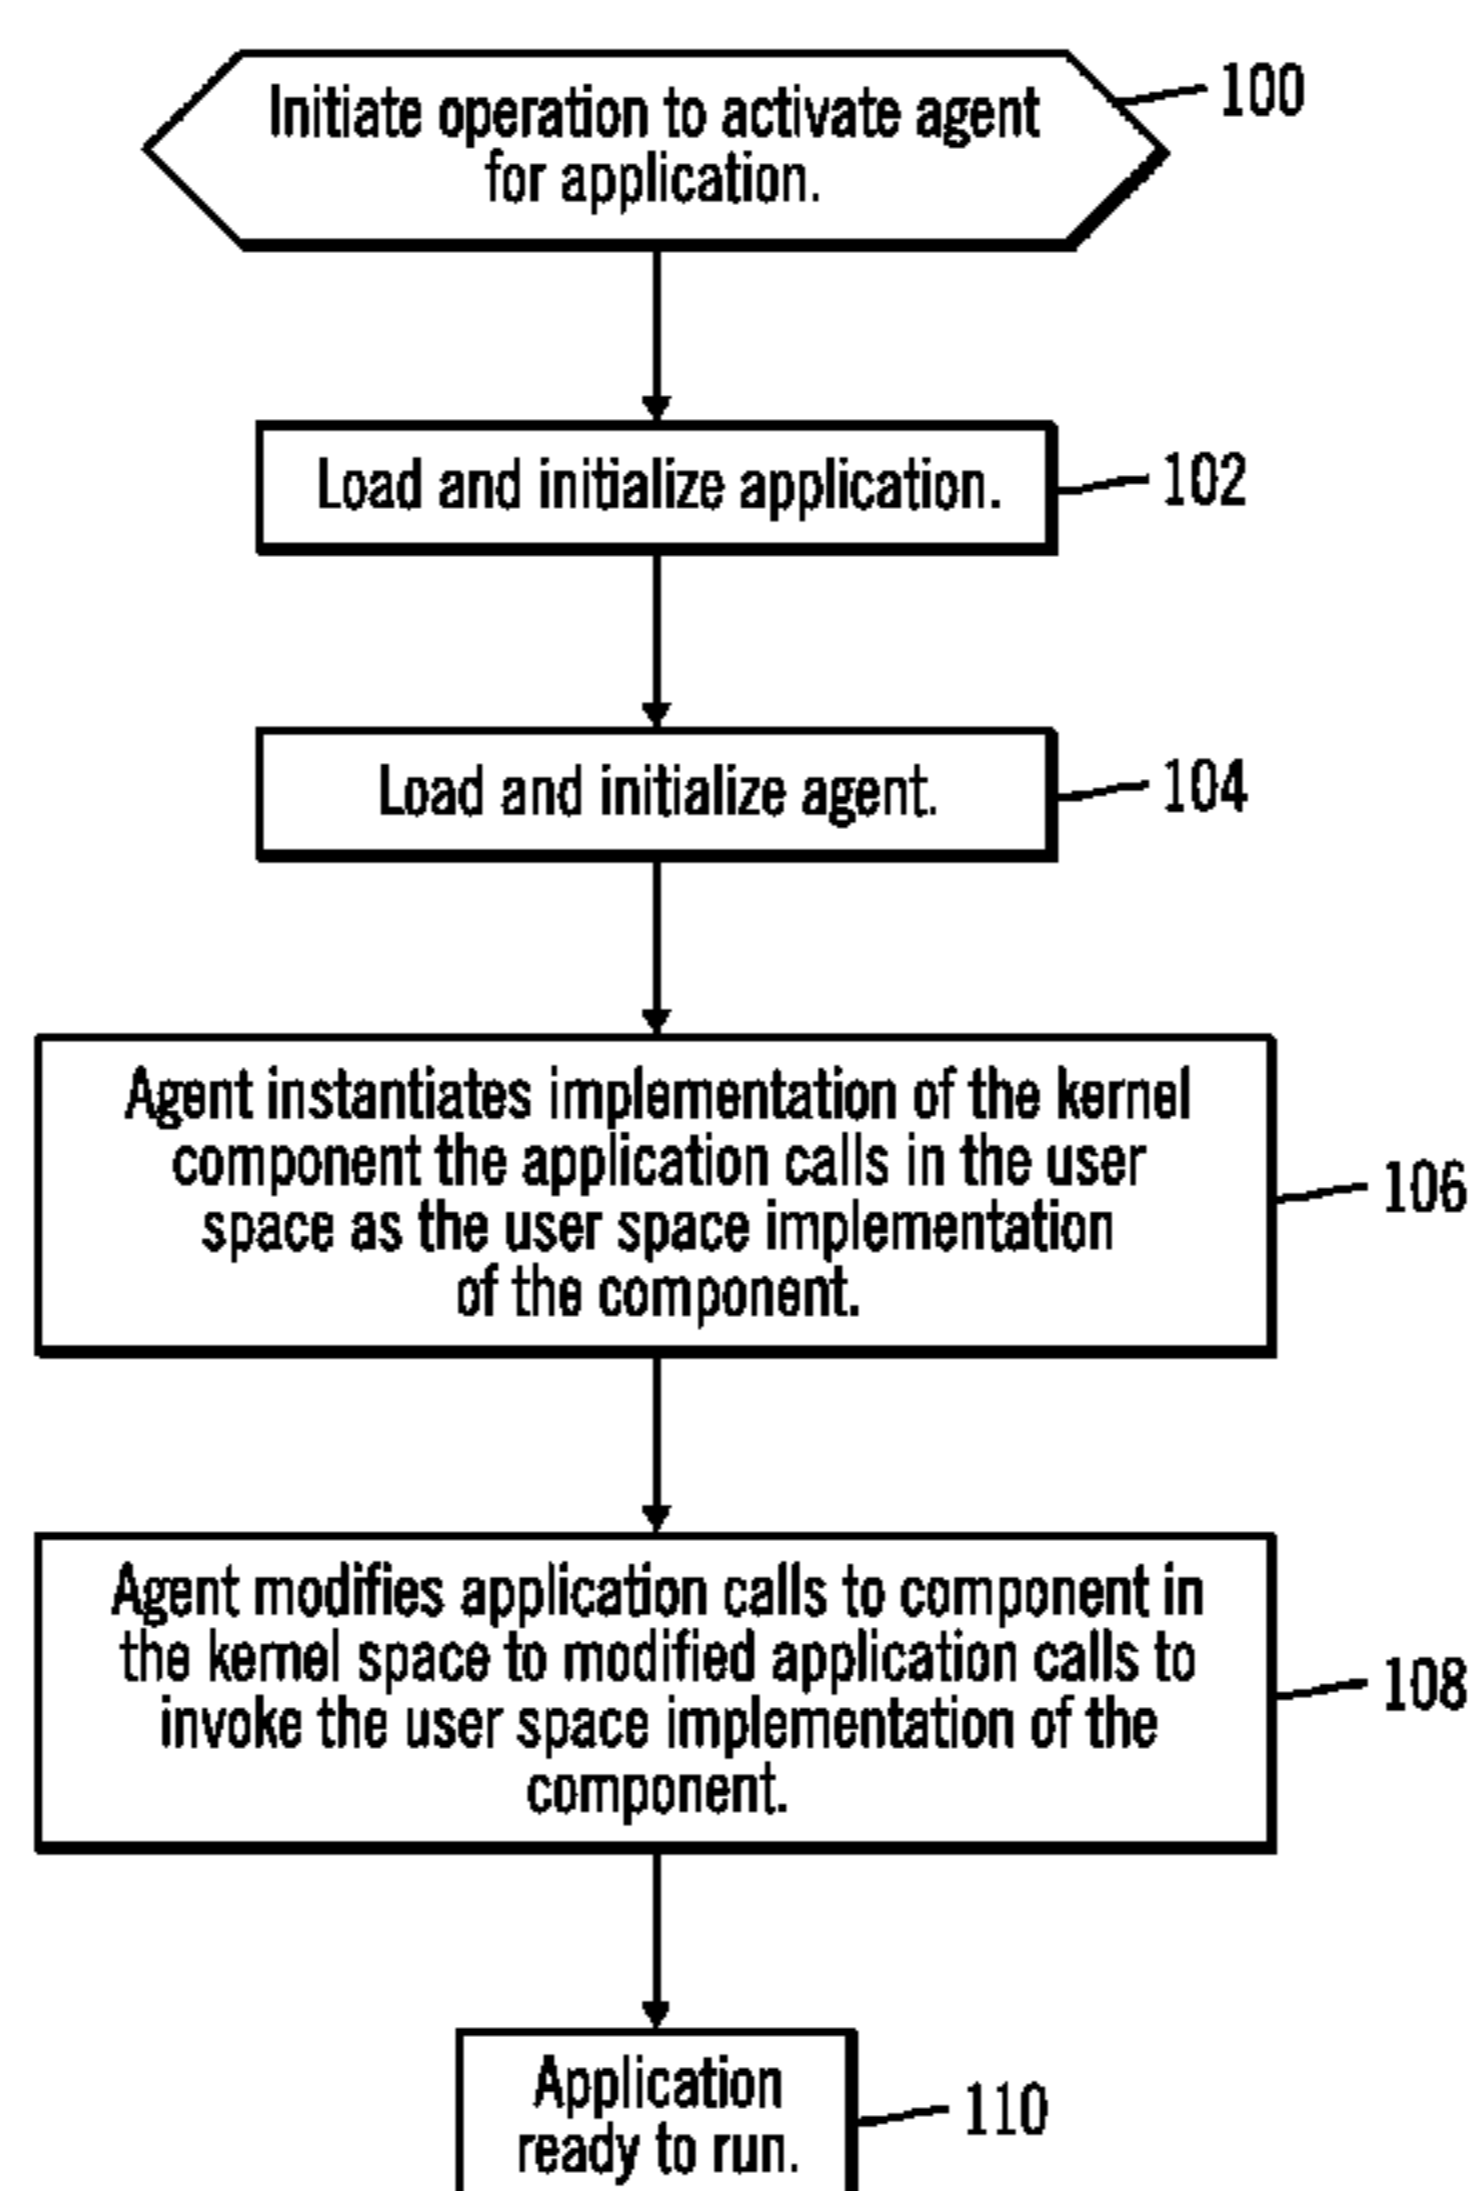 Initiate operation to activate agent
for application.
100
Load and initialize application.
102
Load and initialize agent.
104
Agent instantiates implementation of the kernel
component the application calls in the user
space as the user space implementation
of the component.
106
Agent modifies application calls to component in
the kernel space to modified application calls to
invoke the user space implementation of the
component.
108
Application
ready to run.
110